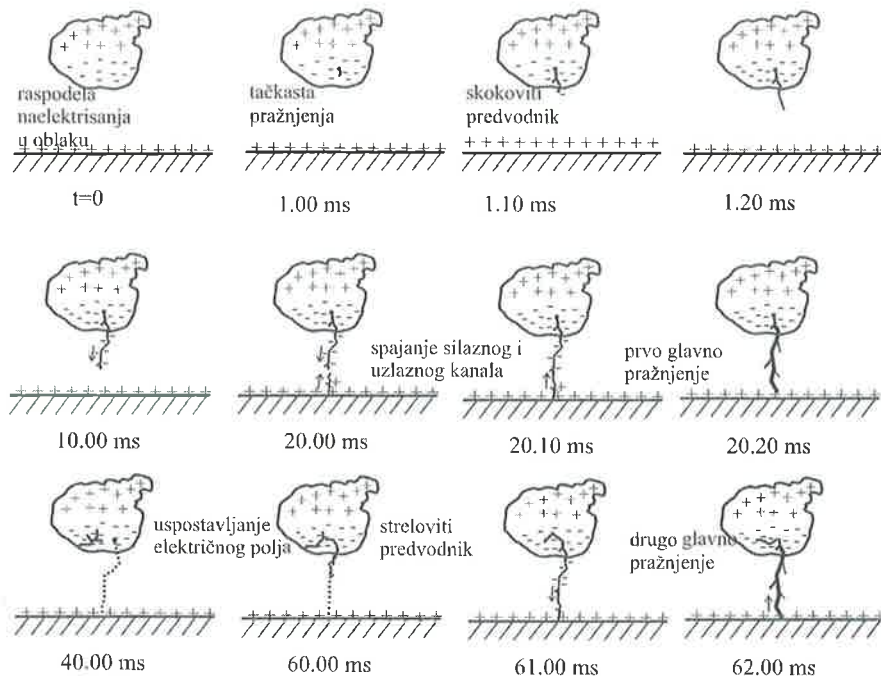 raspodela
naelektrisanja
u oblaku
tačkasta
pražnjenja
skokoviti
predvodnik
t=0
1.00 ms
1.10 ms
1.20 ms
spajanje silaznog i
uzlaznog kanala
prvo glavno
pražnjenje
10.00 ms
20.00 ms
20.10 ms
20.20 ms
uspostavljanje
električnog polja
streloviti
predvodnik
drugo glavno
pražnjenje
40.00 ms
60.00 ms
61.00 ms
62.00 ms